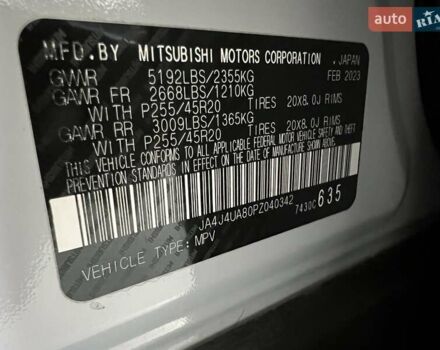 auto RIA
MFD.BY MITSUBISHI MOTORS CORPORATION , JAPAN
GVWR 5192LBS/2355KG FEB 2023
GAWR FR 2668LBS/1210KG
WITH P255/45R20 TIRES 20X8.0J RIMS
GAWR RR 3009LBS/1365KG
WITH P255/45R20 TIRES 20X8.0J RIMS
THIS VEHICLE CONFORMS TO ALL APPLICABLE
FEDERAL MOTOR VEHICLE SAFETY AND THEFT
PREVENTION STANDARDS IN EFFECT ON THE DATE
OF MANUFACTURE SHOWN ABOVE.
JA4J4UA80PZ040342 7430C 635
VEHICLE TYPE: MPV